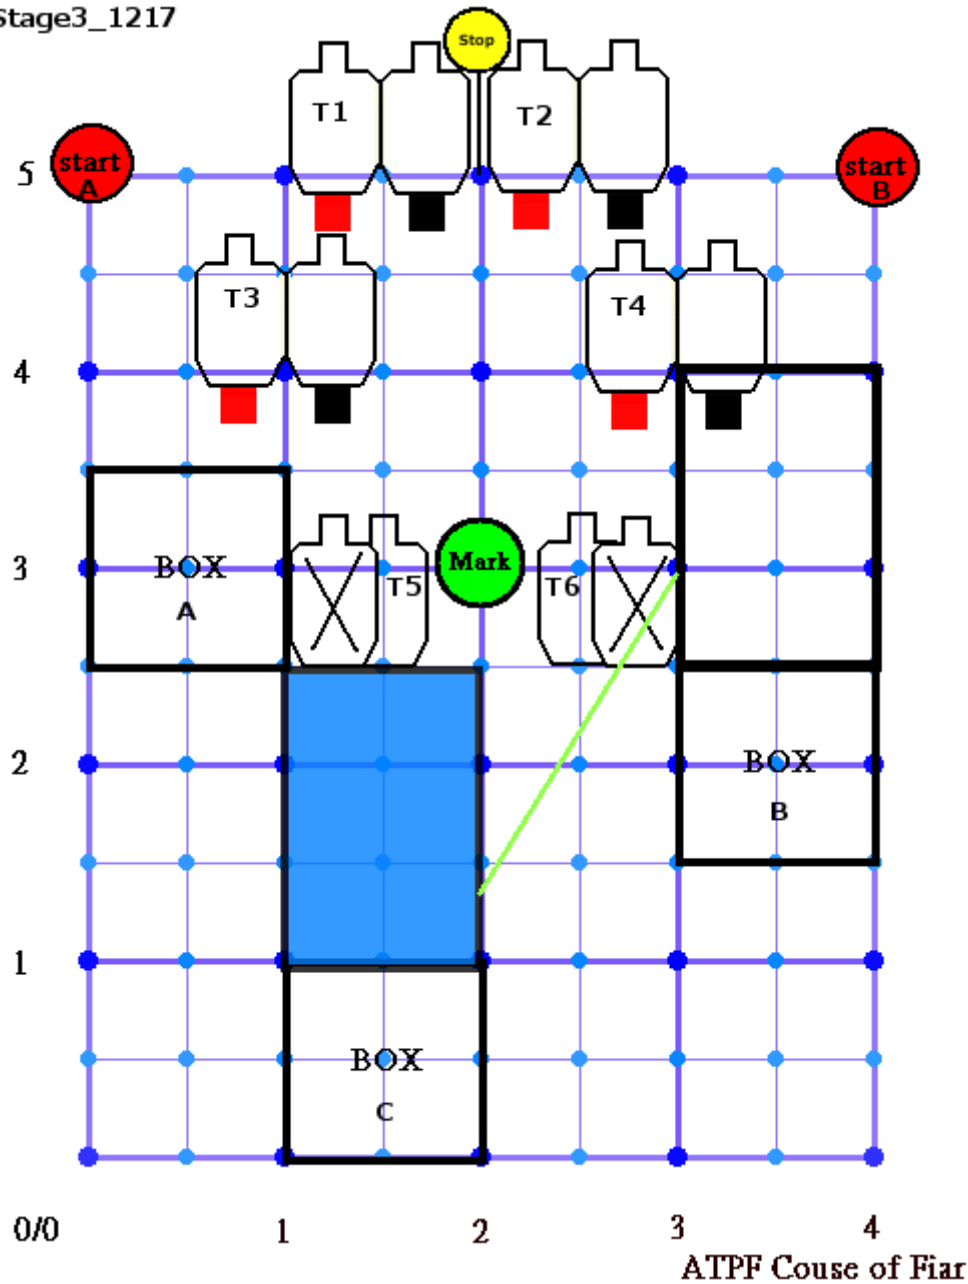 Stage3_1217
Stop
T1
T2
start
A
start
B
5
T3
T4
4
BOX
A
3
T5
Mark
T6
2
BOX
B
1
BOX
C
0/0
1
2
3
4
ATPF Couse of Fiar